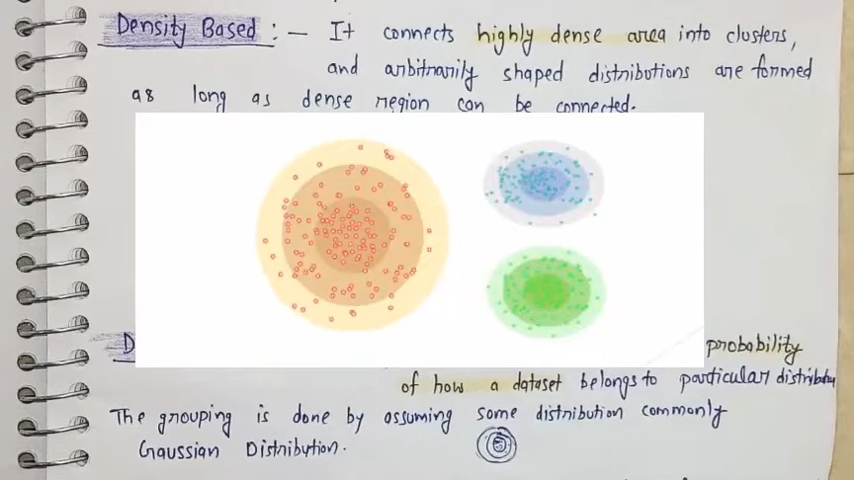 Density Based :- It connects highly dense area into clusters,
and arbitrarily shaped distributions are formed
as long as dense region can be connected.
D
probability
of how a dataset belongs to particular distribution
The grouping is done by assuming some distribution commonly
Gaussian Distribution.